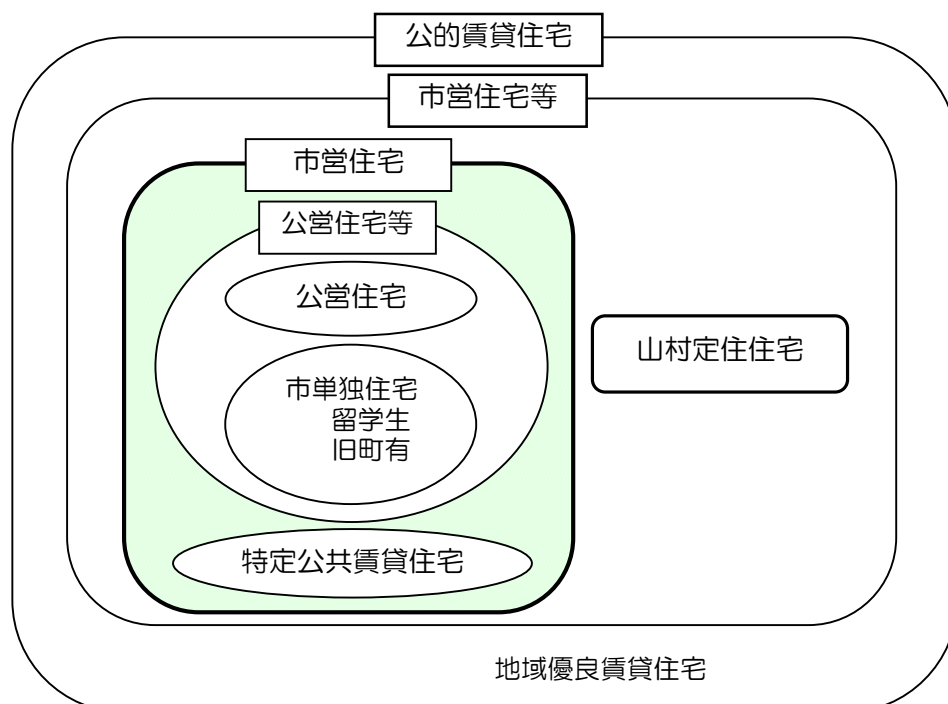 公的賃貸住宅
市営住宅等
市営住宅
公営住宅等
公営住宅
山村定住住宅
市単独住宅
留学生
旧町有
特定公共賃貸住宅
地域優良賃貸住宅